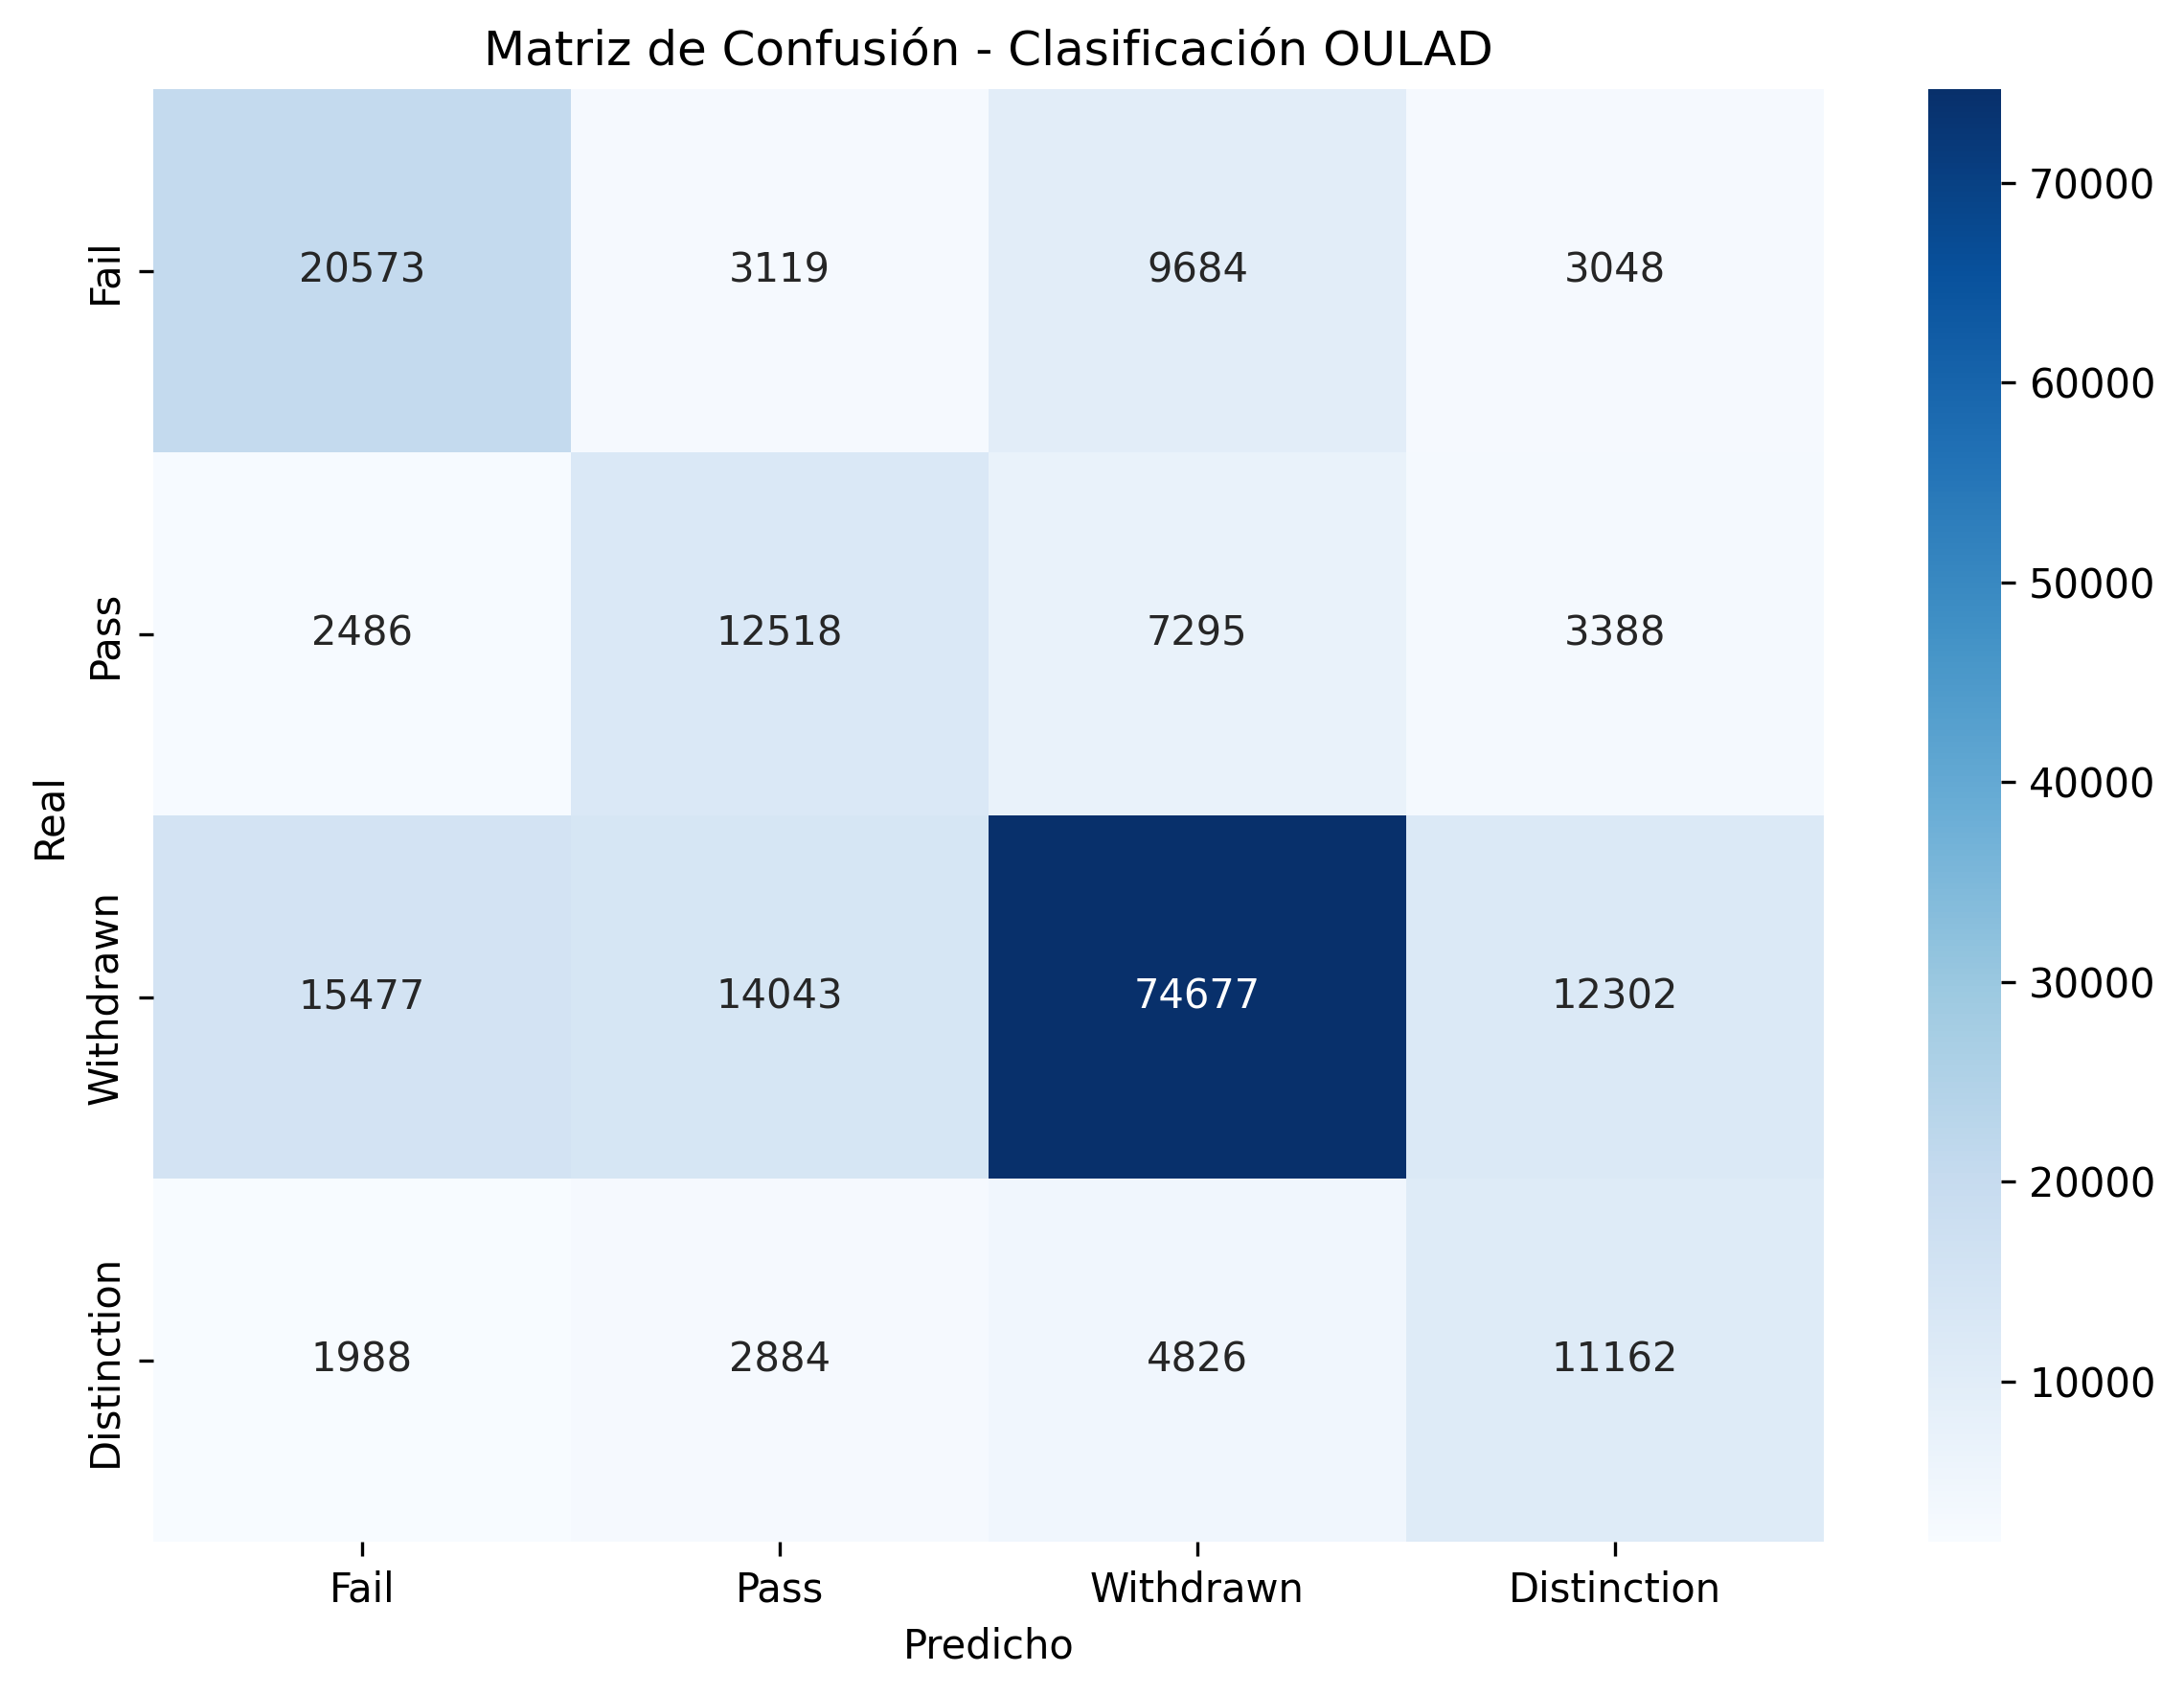 Matriz de Confusión - Clasificación OULAD
Real
Fail
20573 3119 9684 3048
Pass
2486 12518 7295 3388
Withdrawn
15477 14043 74677 12302
Distinction
1988 2884 4826 11162
Fail Pass Withdrawn Distinction
Predicho
70000
60000
50000
40000
30000
20000
10000